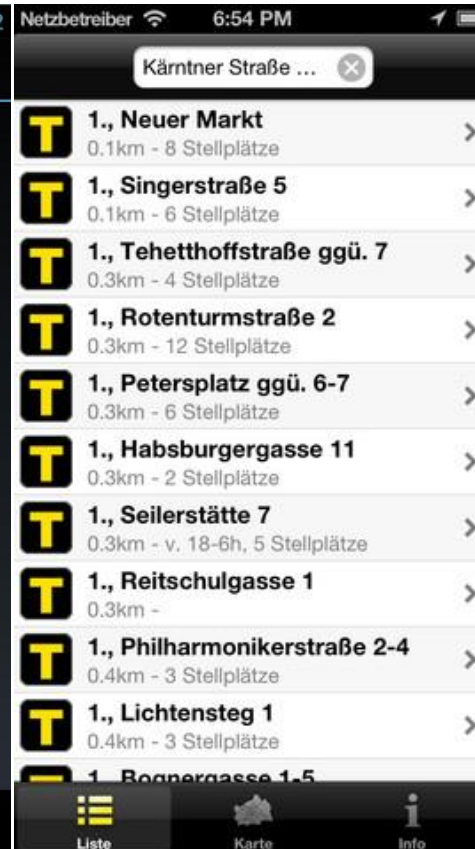 2
Netzbetreiber 6:54 PM
Kärntner Straße ...
T
1., Neuer Markt
0.1km - 8 Stellplätze
T
1., Singerstraße 5
0.1km - 6 Stellplätze
T
1., Tehetthoffstraße ggü. 7
0.3km - 4 Stellplätze
T
1., Rotenturmstraße 2
0.3km - 12 Stellplätze
T
1., Petersplatz ggü. 6-7
0.3km - 6 Stellplätze
T
1., Habsburgergasse 11
0.3km - 2 Stellplätze
T
1., Seilerstätte 7
0.3km - v. 18-6h, 5 Stellplätze
T
1., Reitschulgasse 1
0.3km -
T
1., Philharmonikerstraße 2-4
0.4km - 3 Stellplätze
T
1., Lichtensteg 1
0.4km - 3 Stellplätze
1., Bognergasse 1-5
Liste Karte Info